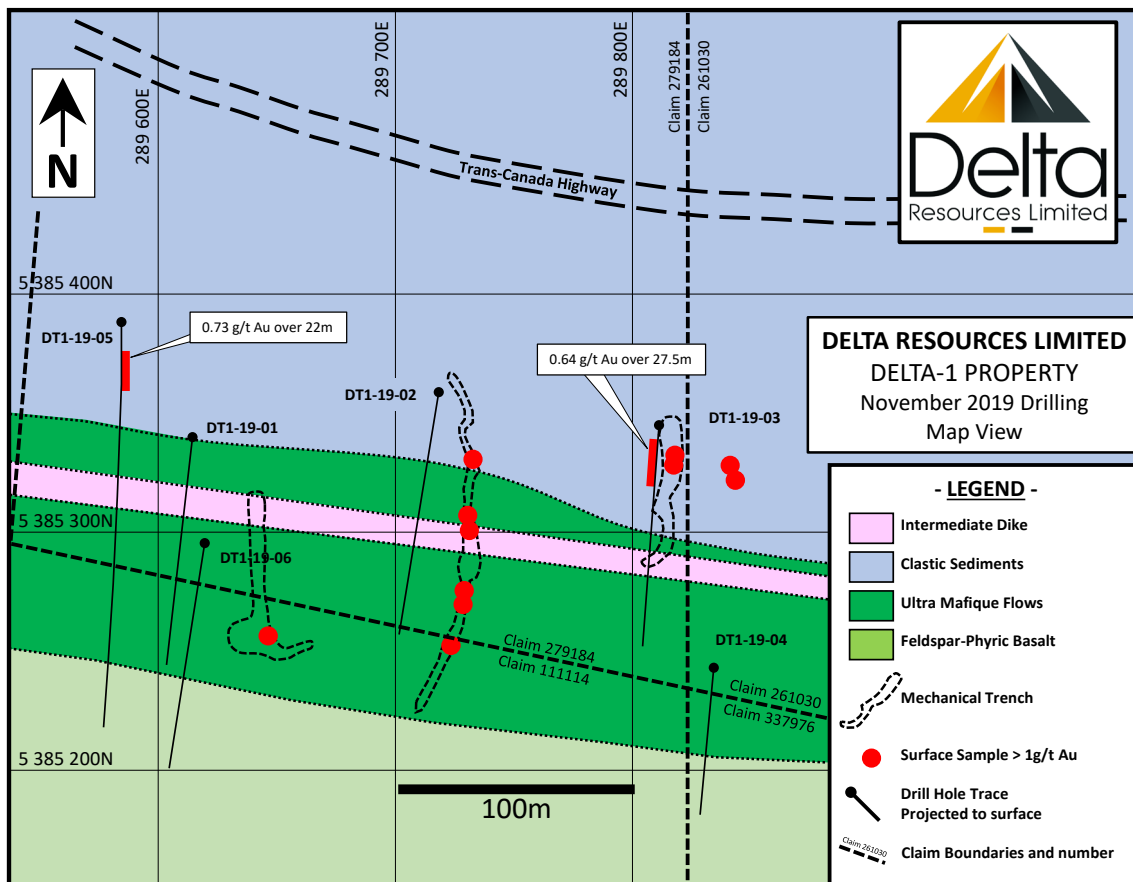 289 600E
289 700E
289 800E
Claim 279184
Claim 261030
N
Trans-Canada Highway
Delta
Resources Limited
5 385 400N
0.73 g/t Au over 22m
DT1-19-05
0.64 g/t Au over 27.5m
DT1-19-02
DT1-19-01
DT1-19-03
DELTA RESOURCES LIMITED
DELTA-1 PROPERTY
November 2019 Drilling
Map View
5 385 300N
DT1-19-06
Claim 279184
Claim 111114
DT1-19-04
Claim 261030
Claim 337976
5 385 200N
100m
- LEGEND -
Intermediate Dike
Clastic Sediments
Ultra Mafique Flows
Feldspar-Phyric Basalt
Mechanical Trench
Surface Sample > 1g/t Au
Drill Hole Trace
Projected to surface
Claim 261030
Claim Boundaries and number